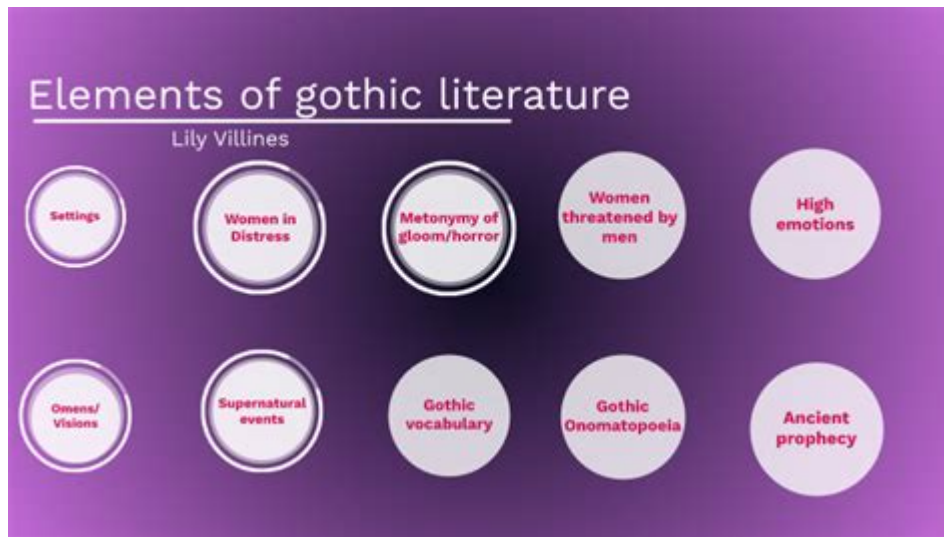 Elements of gothic literature
Lily Villines
Settings
Women in
Distress
Metonymy of
gloom/horror
Women
threatened by
men
High
emotions
Omens/
Visions
Supernatural
events
Gothic
vocabulary
Gothic
Onomatopoeia
Ancient
prophecy